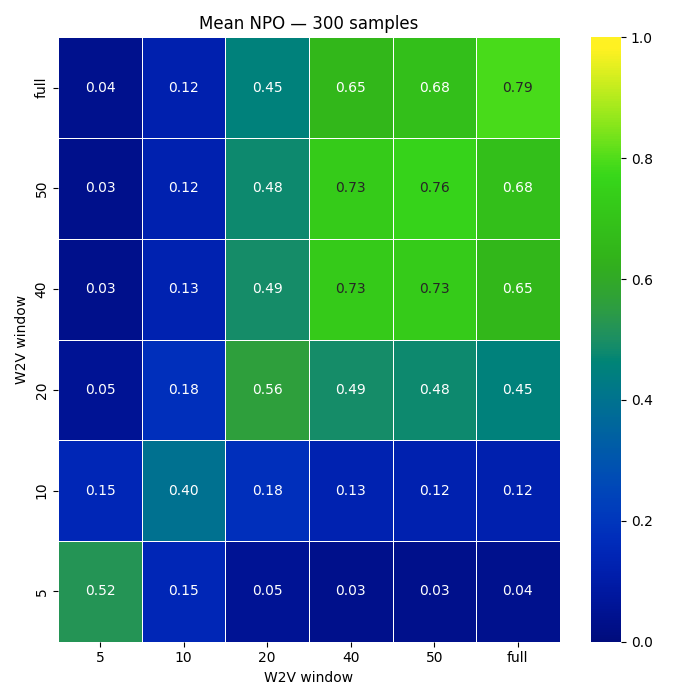 Mean NPO — 300 samples
full 0.04 0.12 0.45 0.65 0.68 0.79
50 0.03 0.12 0.48 0.73 0.76 0.68
40 0.03 0.13 0.49 0.73 0.73 0.65
20 0.05 0.18 0.56 0.49 0.48 0.45
10 0.15 0.40 0.18 0.13 0.12 0.12
5 0.52 0.15 0.05 0.03 0.03 0.04
5 10 20 40 50 full
W2V window
W2V window
1.0
0.8
0.6
0.4
0.2
0.0